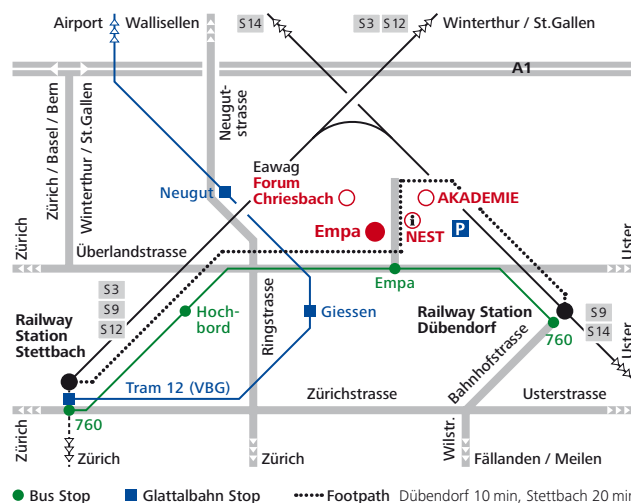 Airport
Wallisellen
S14
S3
S12
Winterthur / St.Gallen
A1
Zürich / Basel / Bern
Winterthur / St.Gallen
Neugut-
strasse
Eawag
Forum
Chriesbach
AKADEMIE
Neugut
Empa
i
NEST
P
Zürich
Überlandstrasse
Uster
Empa
S3
S9
S12
Railway
Station
Stettbach
Hoch-
bord
Ringstrasse
Giessen
Railway Station
Dübendorf
S9
S14
760
Uster
Bahnhofstrasse
Tram 12 (VBG)
Zürichstrasse
Usterstrasse
760
Zürich
Zürich
Zürich
Wilstr.
Fällanden / Meilen
Bus Stop
Glattalbahn Stop
Footpath Dübendorf 10 min, Stettbach 20 min